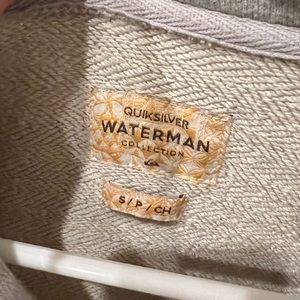 QUIKSILVER
WATERMAN
COLLECTION
S / P / CH